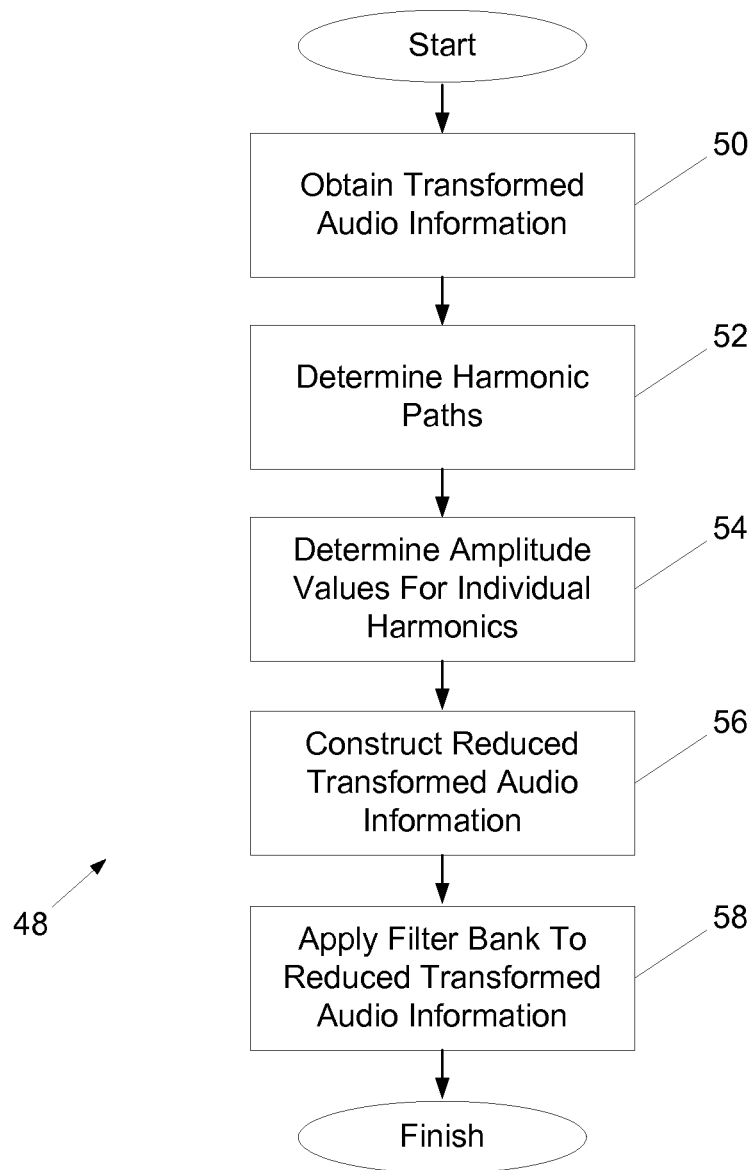 Start
50
Obtain Transformed
Audio Information
52
Determine Harmonic
Paths
54
Determine Amplitude
Values For Individual
Harmonics
56
Construct Reduced
Transformed Audio
Information
48
58
Apply Filter Bank To
Reduced Transformed
Audio Information
Finish